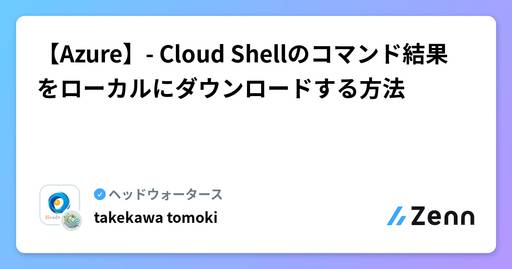 【Azure】- Cloud Shellのコマンド結果
をローカルにダウンロードする方法
ヘッドウォータース
takekawa tomoki
Zenn